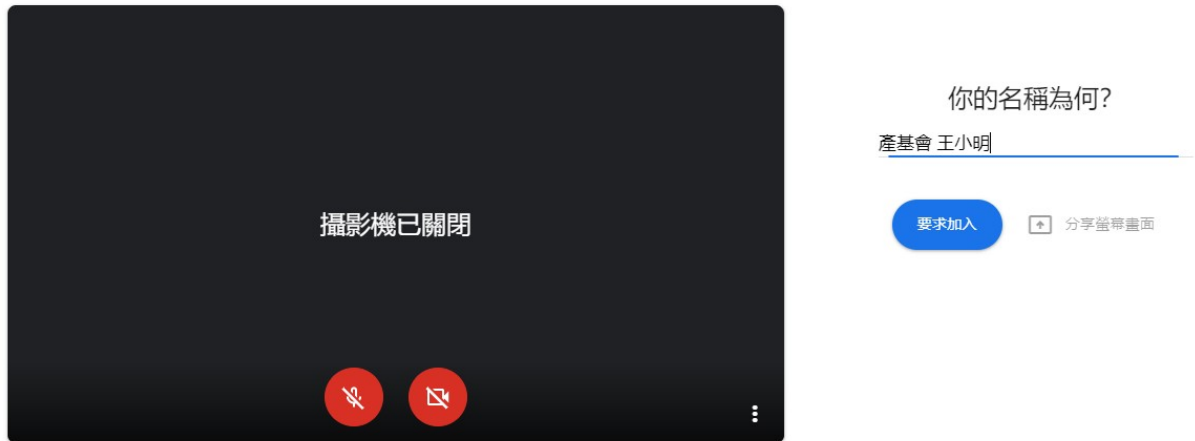 攝影機已關閉
你的名稱為何?
產基會 王小明
要求加入
分享螢幕畫面